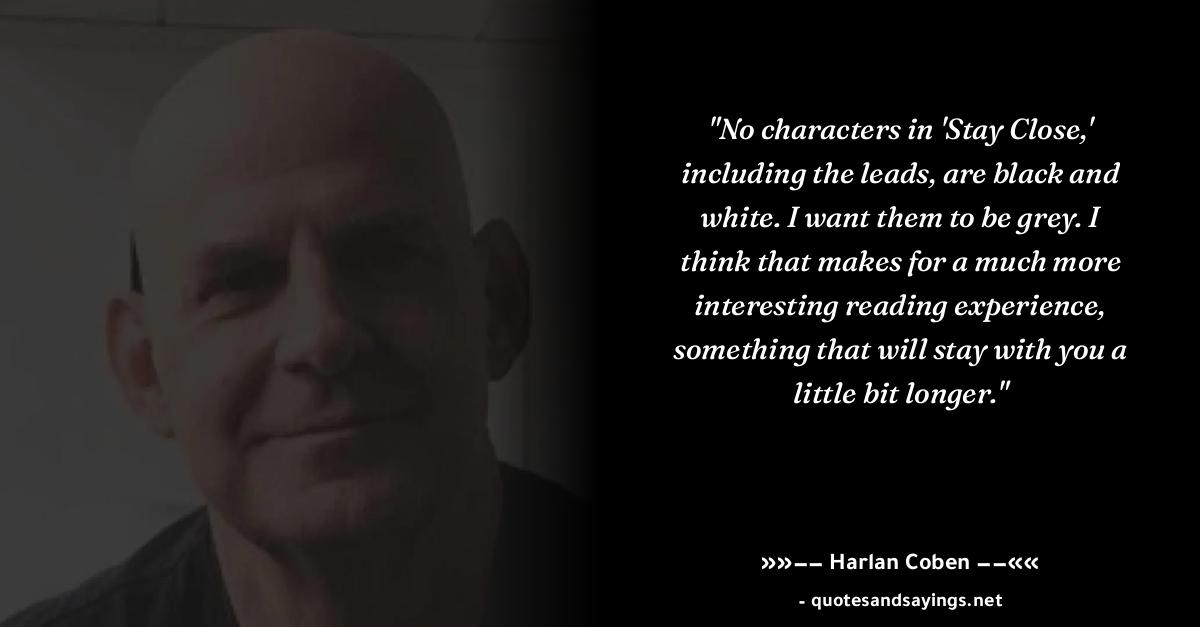 "No characters in 'Stay Close,'
including the leads, are black and
white. I want them to be grey. I
think that makes for a much more
interesting reading experience,
something that will stay with you a
little bit longer."
»»–– Harlan Coben ––««
- quotesandsayings.net